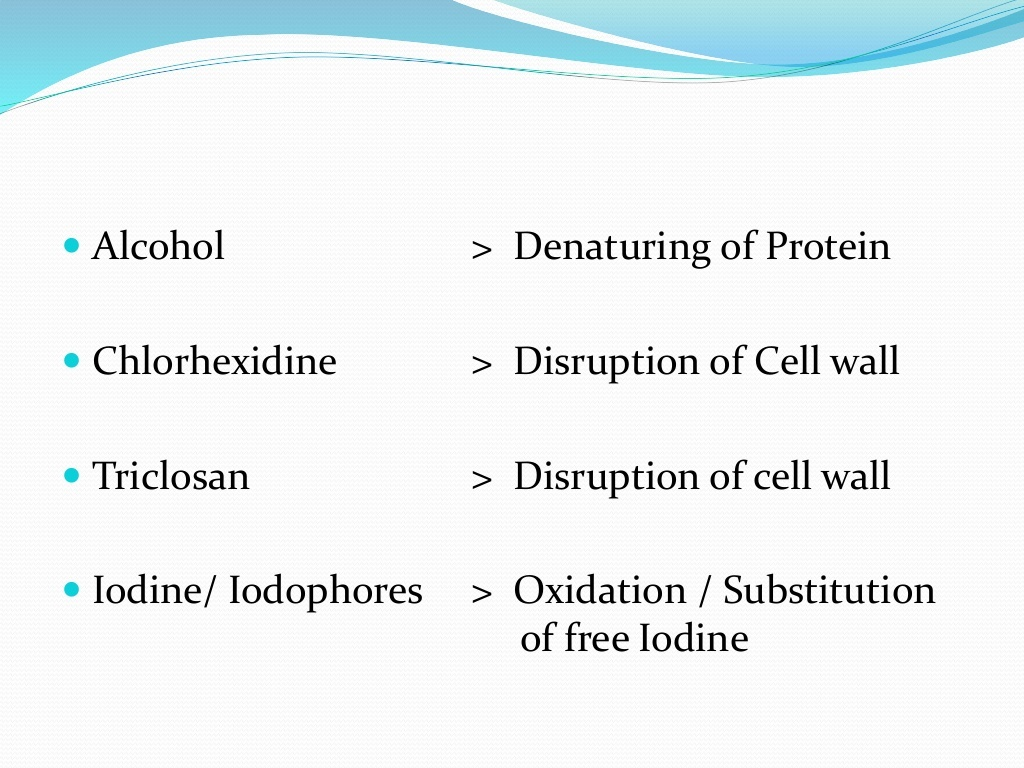 • Alcohol > Denaturing of Protein
• Chlorhexidine > Disruption of Cell wall
• Triclosan > Disruption of cell wall
• Iodine/ Iodophores > Oxidation / Substitution
of free Iodine